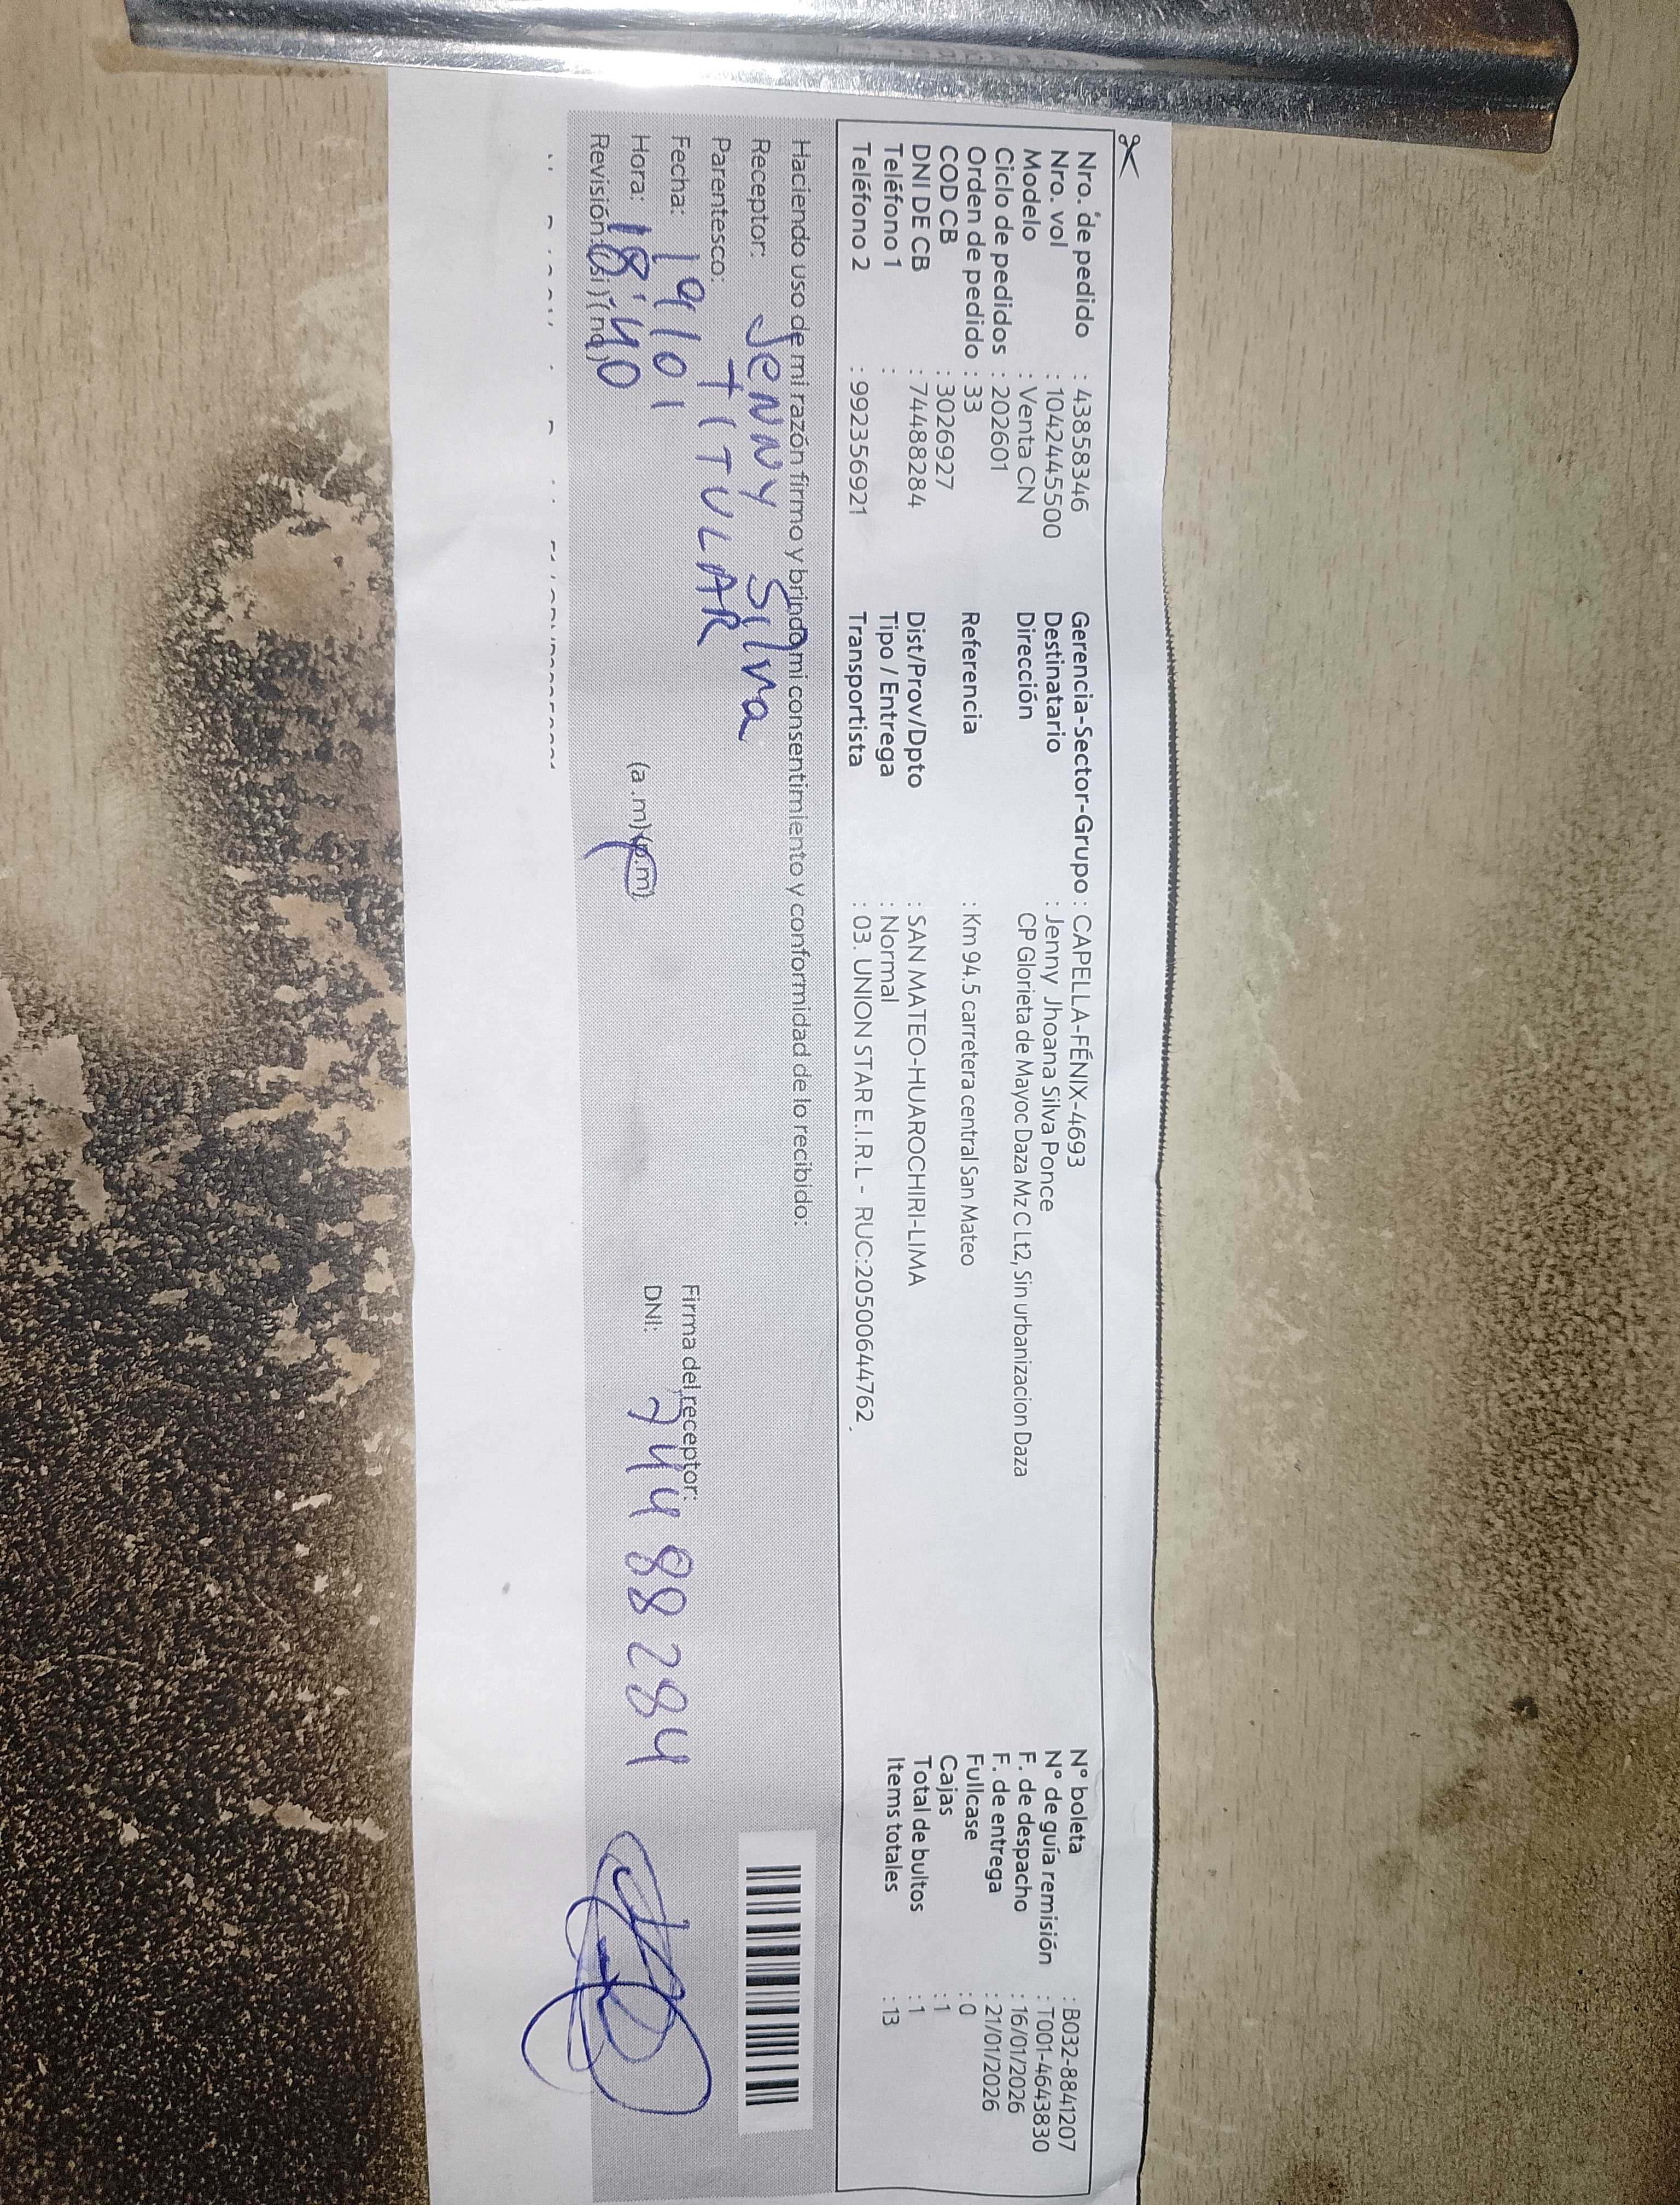 Nro. de pedido : 43858346
Nro. vol : 1042445500
Modelo : Venta CN
Ciclo de pedidos : 202601
Orden de pedido : 33
COD CB : 3026927
DNI DE CB : 74488284
Teléfono 1 :
Teléfono 2 : 992356921
Gerencia-Sector-Grupo : CAPELLA-FÉNIX-4693
Destinatario : Jenny Jhoana Silva Ponce
Dirección CP Glorieta de Mayoc Daza Mz C Lt2, Sin urbanizacion Daza
Referencia : Km 94.5 carretera central San Mateo
Dist/Prov/Dpto : SAN MATEO-HUAROCHIRI-LIMA
Tipo / Entrega : Normal
Transportista : 03. UNION STAR E.I.R.L - RUC:20500644762
N° boleta : B032-8841207
N° de guía remisión : T001-4643830
F. de despacho : 16/01/2026
F. de entrega : 21/01/2026
Fullcase : 0
Cajas : 1
Total de bultos : 1
Items totales : 13
Haciendo uso de mi razón firmo y brindo mi consentimiento y conformidad de lo recibido:
Receptor: Jenny Silva
Parentesco: TITULAR
Fecha: 19/01
Hora: 18:40 (a.m) (p.m)
Revisión: (si) (no)
Firma del receptor:
DNI: 74488284